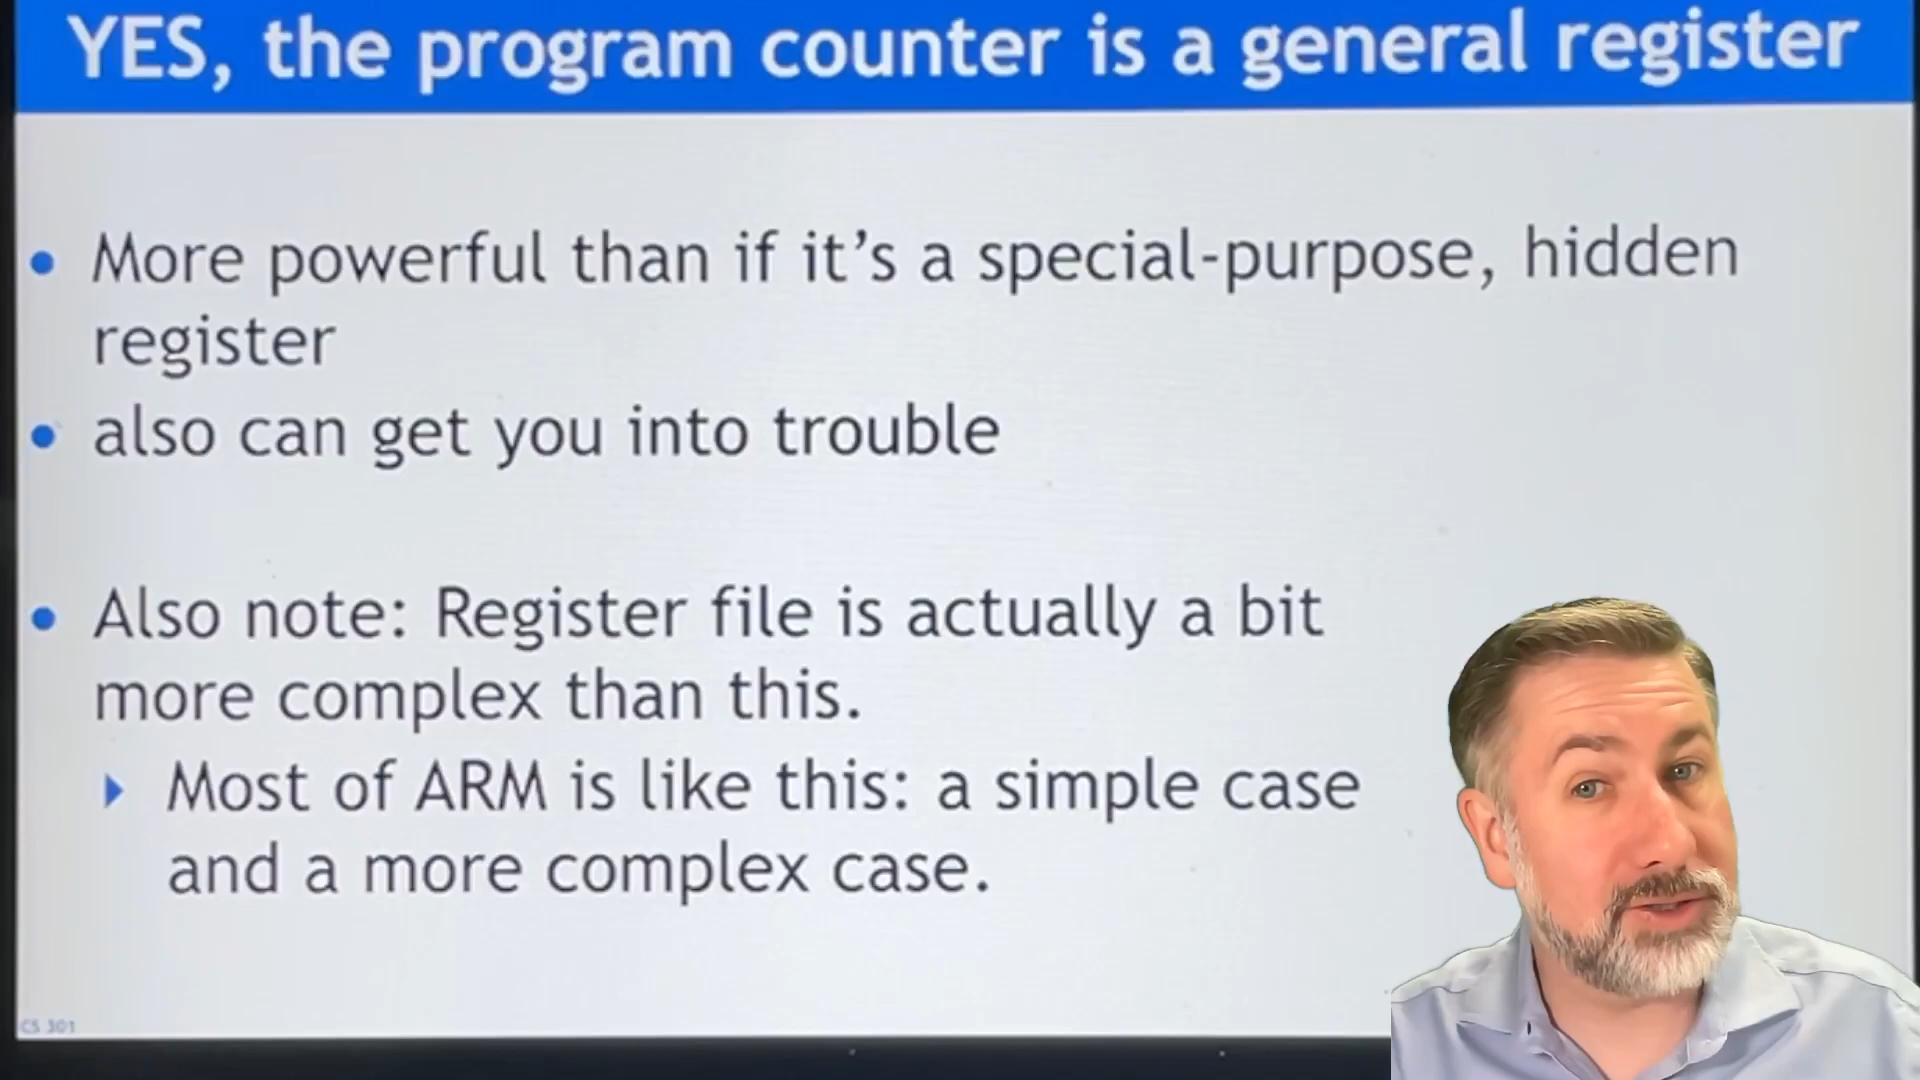 YES, the program counter is a general register
• More powerful than if it's a special-purpose, hidden
register
• also can get you into trouble
• Also note: Register file is actually a bit
more complex than this.
▸ Most of ARM is like this: a simple case
and a more complex case.
CS 301